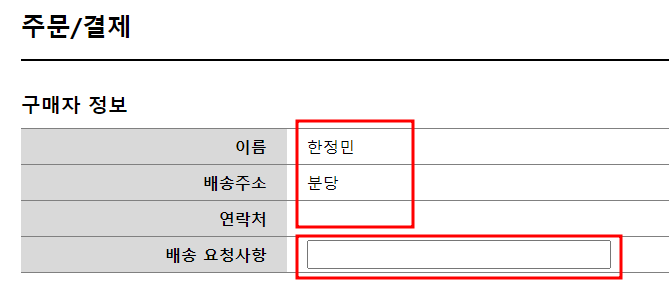 주문/결제
구매자 정보
이름 한정민
배송주소 분당
연락처
배송 요청사항